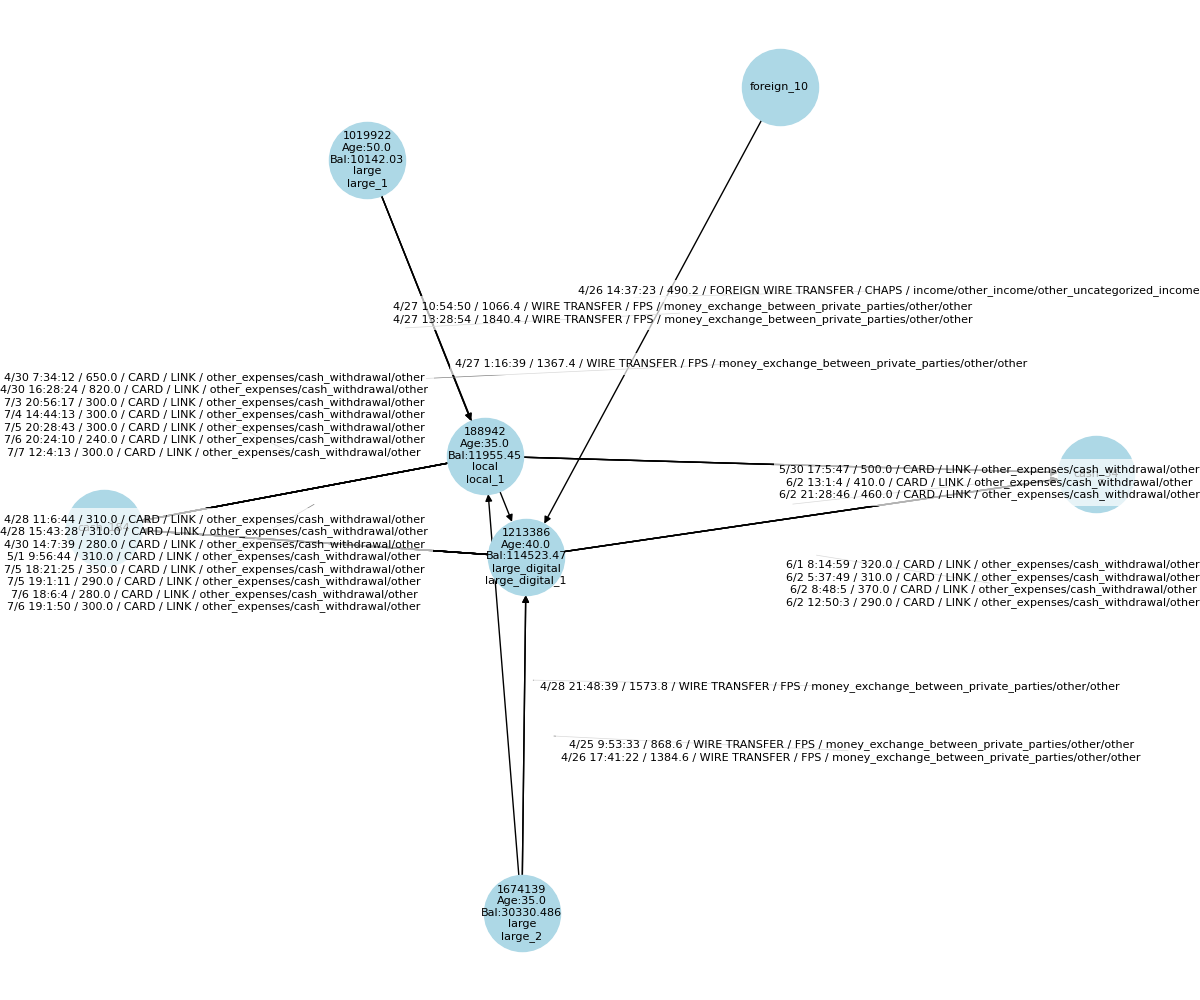 foreign_10
1019922
Age:50.0
Bal:10142.03
large
large_1
4/26 14:37:23 / 490.2 / FOREIGN WIRE TRANSFER / CHAPS / income/other_income/other_uncategorized_income
4/27 10:54:50 / 1066.4 / WIRE TRANSFER / FPS / money_exchange_between_private_parties/other/other
4/27 13:28:54 / 1840.4 / WIRE TRANSFER / FPS / money_exchange_between_private_parties/other/other
4/27 1:16:39 / 1367.4 / WIRE TRANSFER / FPS / money_exchange_between_private_parties/other/other
4/30 7:34:12 / 650.0 / CARD / LINK / other_expenses/cash_withdrawal/other
4/30 16:28:24 / 820.0 / CARD / LINK / other_expenses/cash_withdrawal/other
7/3 20:56:17 / 300.0 / CARD / LINK / other_expenses/cash_withdrawal/other
7/4 14:44:13 / 300.0 / CARD / LINK / other_expenses/cash_withdrawal/other
7/5 20:28:43 / 300.0 / CARD / LINK / other_expenses/cash_withdrawal/other
7/6 20:24:10 / 240.0 / CARD / LINK / other_expenses/cash_withdrawal/other
7/7 12:4:13 / 300.0 / CARD / LINK / other_expenses/cash_withdrawal/other
188942
Age:35.0
Bal:11955.45
local
local_1
5/30 17:5:47 / 500.0 / CARD / LINK / other_expenses/cash_withdrawal/other
6/2 13:1:4 / 410.0 / CARD / LINK / other_expenses/cash_withdrawal/other
6/2 21:28:46 / 460.0 / CARD / LINK / other_expenses/cash_withdrawal/other
4/28 11:6:44 / 310.0 / CARD / LINK / other_expenses/cash_withdrawal/other
4/28 15:43:28 / 310.0 / CARD / LINK / other_expenses/cash_withdrawal/other
4/30 14:7:39 / 280.0 / CARD / LINK / other_expenses/cash_withdrawal/other
5/1 9:56:44 / 310.0 / CARD / LINK / other_expenses/cash_withdrawal/other
7/5 18:21:25 / 350.0 / CARD / LINK / other_expenses/cash_withdrawal/other
7/5 19:1:11 / 290.0 / CARD / LINK / other_expenses/cash_withdrawal/other
7/6 18:6:4 / 280.0 / CARD / LINK / other_expenses/cash_withdrawal/other
7/6 19:1:50 / 300.0 / CARD / LINK / other_expenses/cash_withdrawal/other
1213386
Age:40.0
Bal:114523.47
large_digital
large_digital_1
6/1 8:14:59 / 320.0 / CARD / LINK / other_expenses/cash_withdrawal/other
6/2 5:37:49 / 310.0 / CARD / LINK / other_expenses/cash_withdrawal/other
6/2 8:48:5 / 370.0 / CARD / LINK / other_expenses/cash_withdrawal/other
6/2 12:50:3 / 290.0 / CARD / LINK / other_expenses/cash_withdrawal/other
4/28 21:48:39 / 1573.8 / WIRE TRANSFER / FPS / money_exchange_between_private_parties/other/other
4/25 9:53:33 / 868.6 / WIRE TRANSFER / FPS / money_exchange_between_private_parties/other/other
4/26 17:41:22 / 1384.6 / WIRE TRANSFER / FPS / money_exchange_between_private_parties/other/other
1674139
Age:35.0
Bal:30330.486
large
large_2